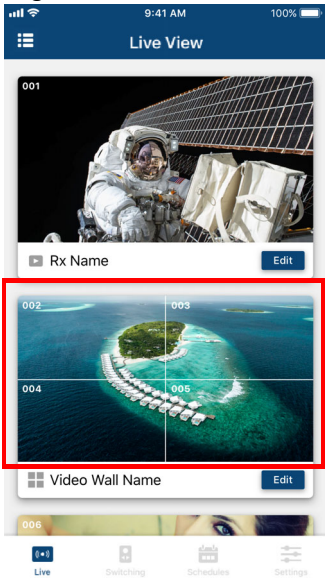 9:41 AM 100%
Live View
001
Rx Name Edit
002 003
004 005
Video Wall Name Edit
006
Live Switching Schedules Settings